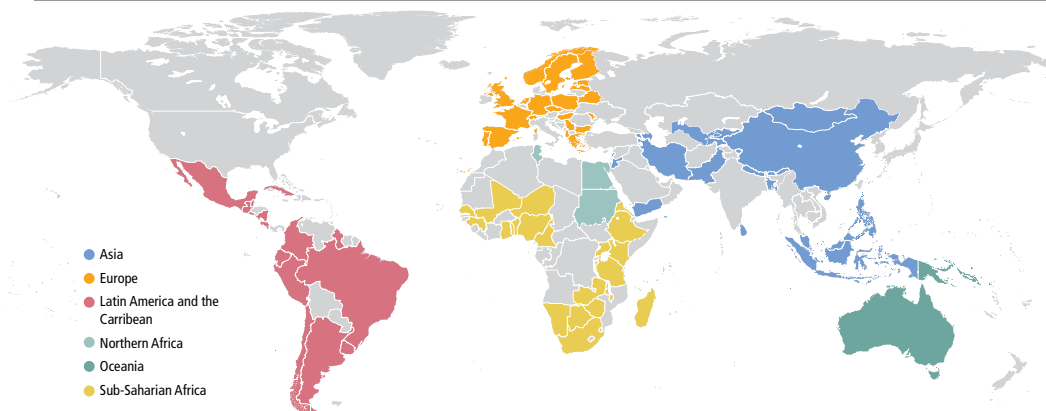 Asia
Europe
Latin America and the
Carribean
Northern Africa
Oceania
Sub-Saharian Africa